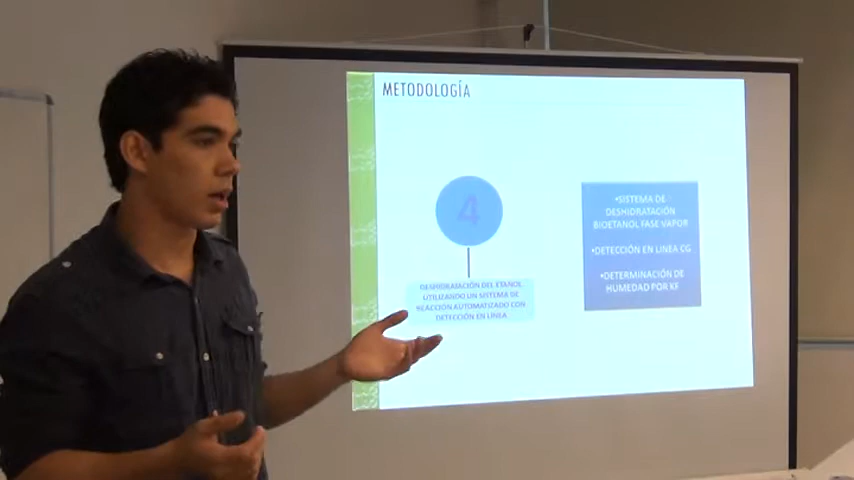 METODOLOGÍA
4
DESHIDRATACIÓN DEL ETANOL
UTILIZANDO UN SISTEMA DE
REACCIÓN AUTOMATIZADO CON
DETECCIÓN EN LINEA
•SISTEMA DE
DESHIDRATACIÓN
BIOETANOL FASE VAPOR
•DETECCIÓN EN LINEA CG
•DETERMINACIÓN DE
HUMEDAD POR KF